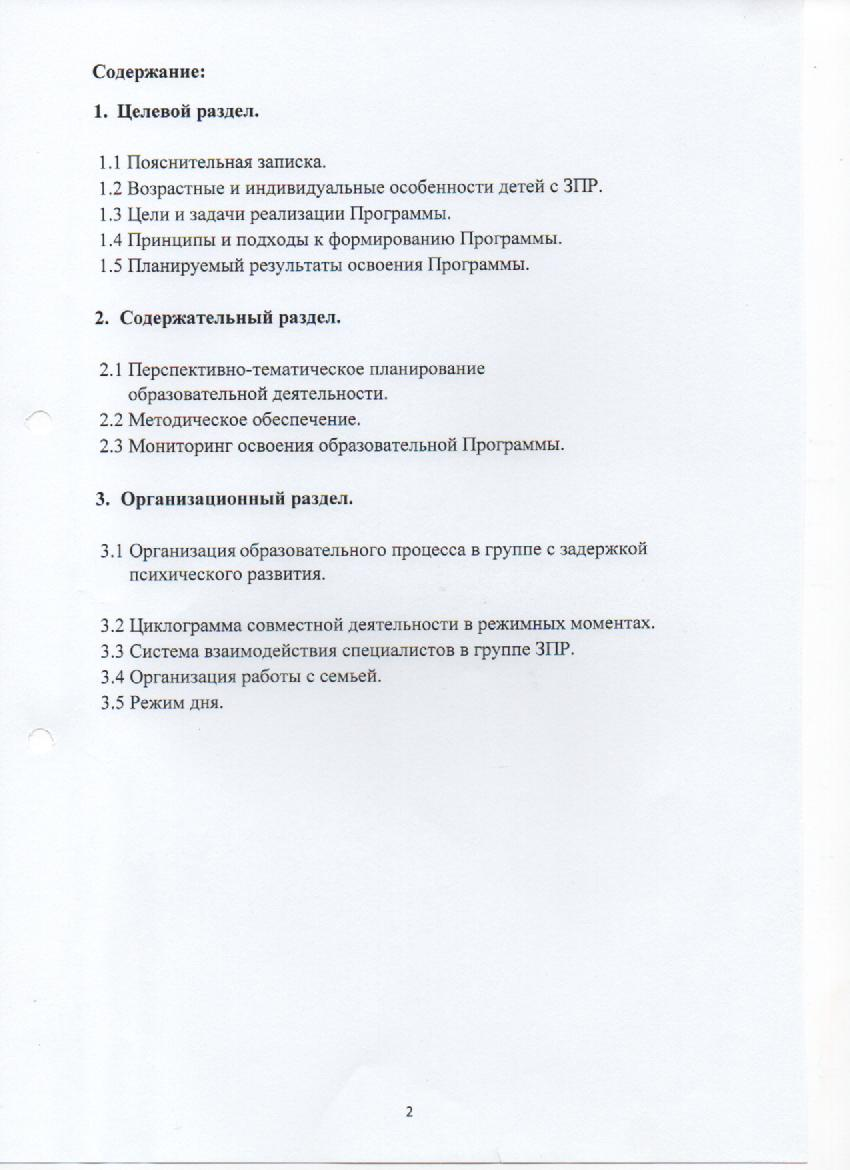 Содержание:
1. Целевой раздел.
1.1 Пояснительная записка.
1.2 Возрастные и индивидуальные особенности детей с ЗПР.
1.3 Цели и задачи реализации Программы.
1.4 Принципы и подходы к формированию Программы.
1.5 Планируемый результаты освоения Программы.
2. Содержательный раздел.
2.1 Перспективно-тематическое планирование
образовательной деятельности.
2.2 Методическое обеспечение.
2.3 Мониторинг освоения образовательной Программы.
3. Организационный раздел.
3.1 Организация образовательного процесса в группе с задержкой
психического развития.
3.2 Циклограмма совместной деятельности в режимных моментах.
3.3 Система взаимодействия специалистов в группе ЗПР.
3.4 Организация работы с семьей.
3.5 Режим дня.
2